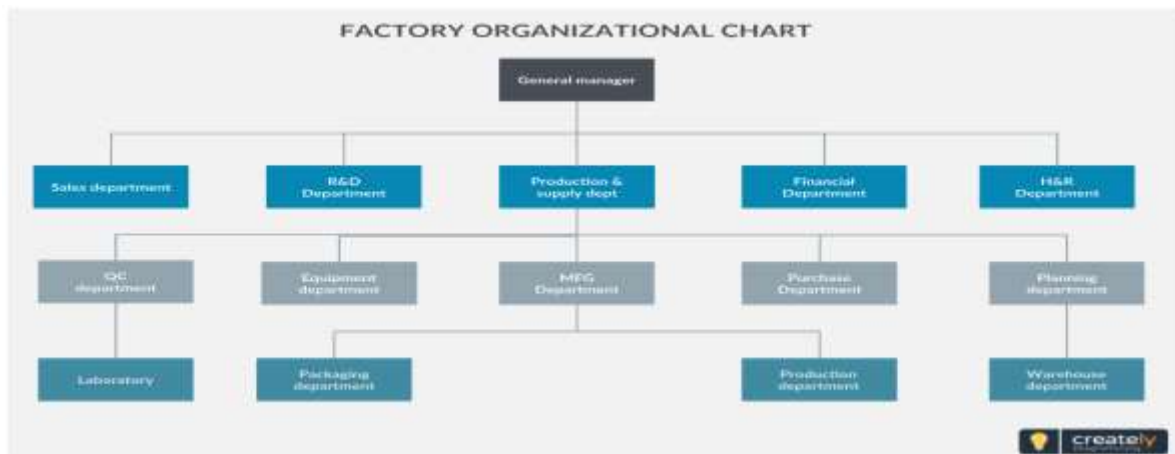 FACTORY ORGANIZATIONAL CHART
General manager
Sales department
R&D
Department
Production &
supply dept
Financial
Department
H&R
Department
QC
department
Equipment
department
MFG
Department
Purchase
Department
Planning
department
Laboratory
Packaging
department
Production
department
Warehouse
department
creately